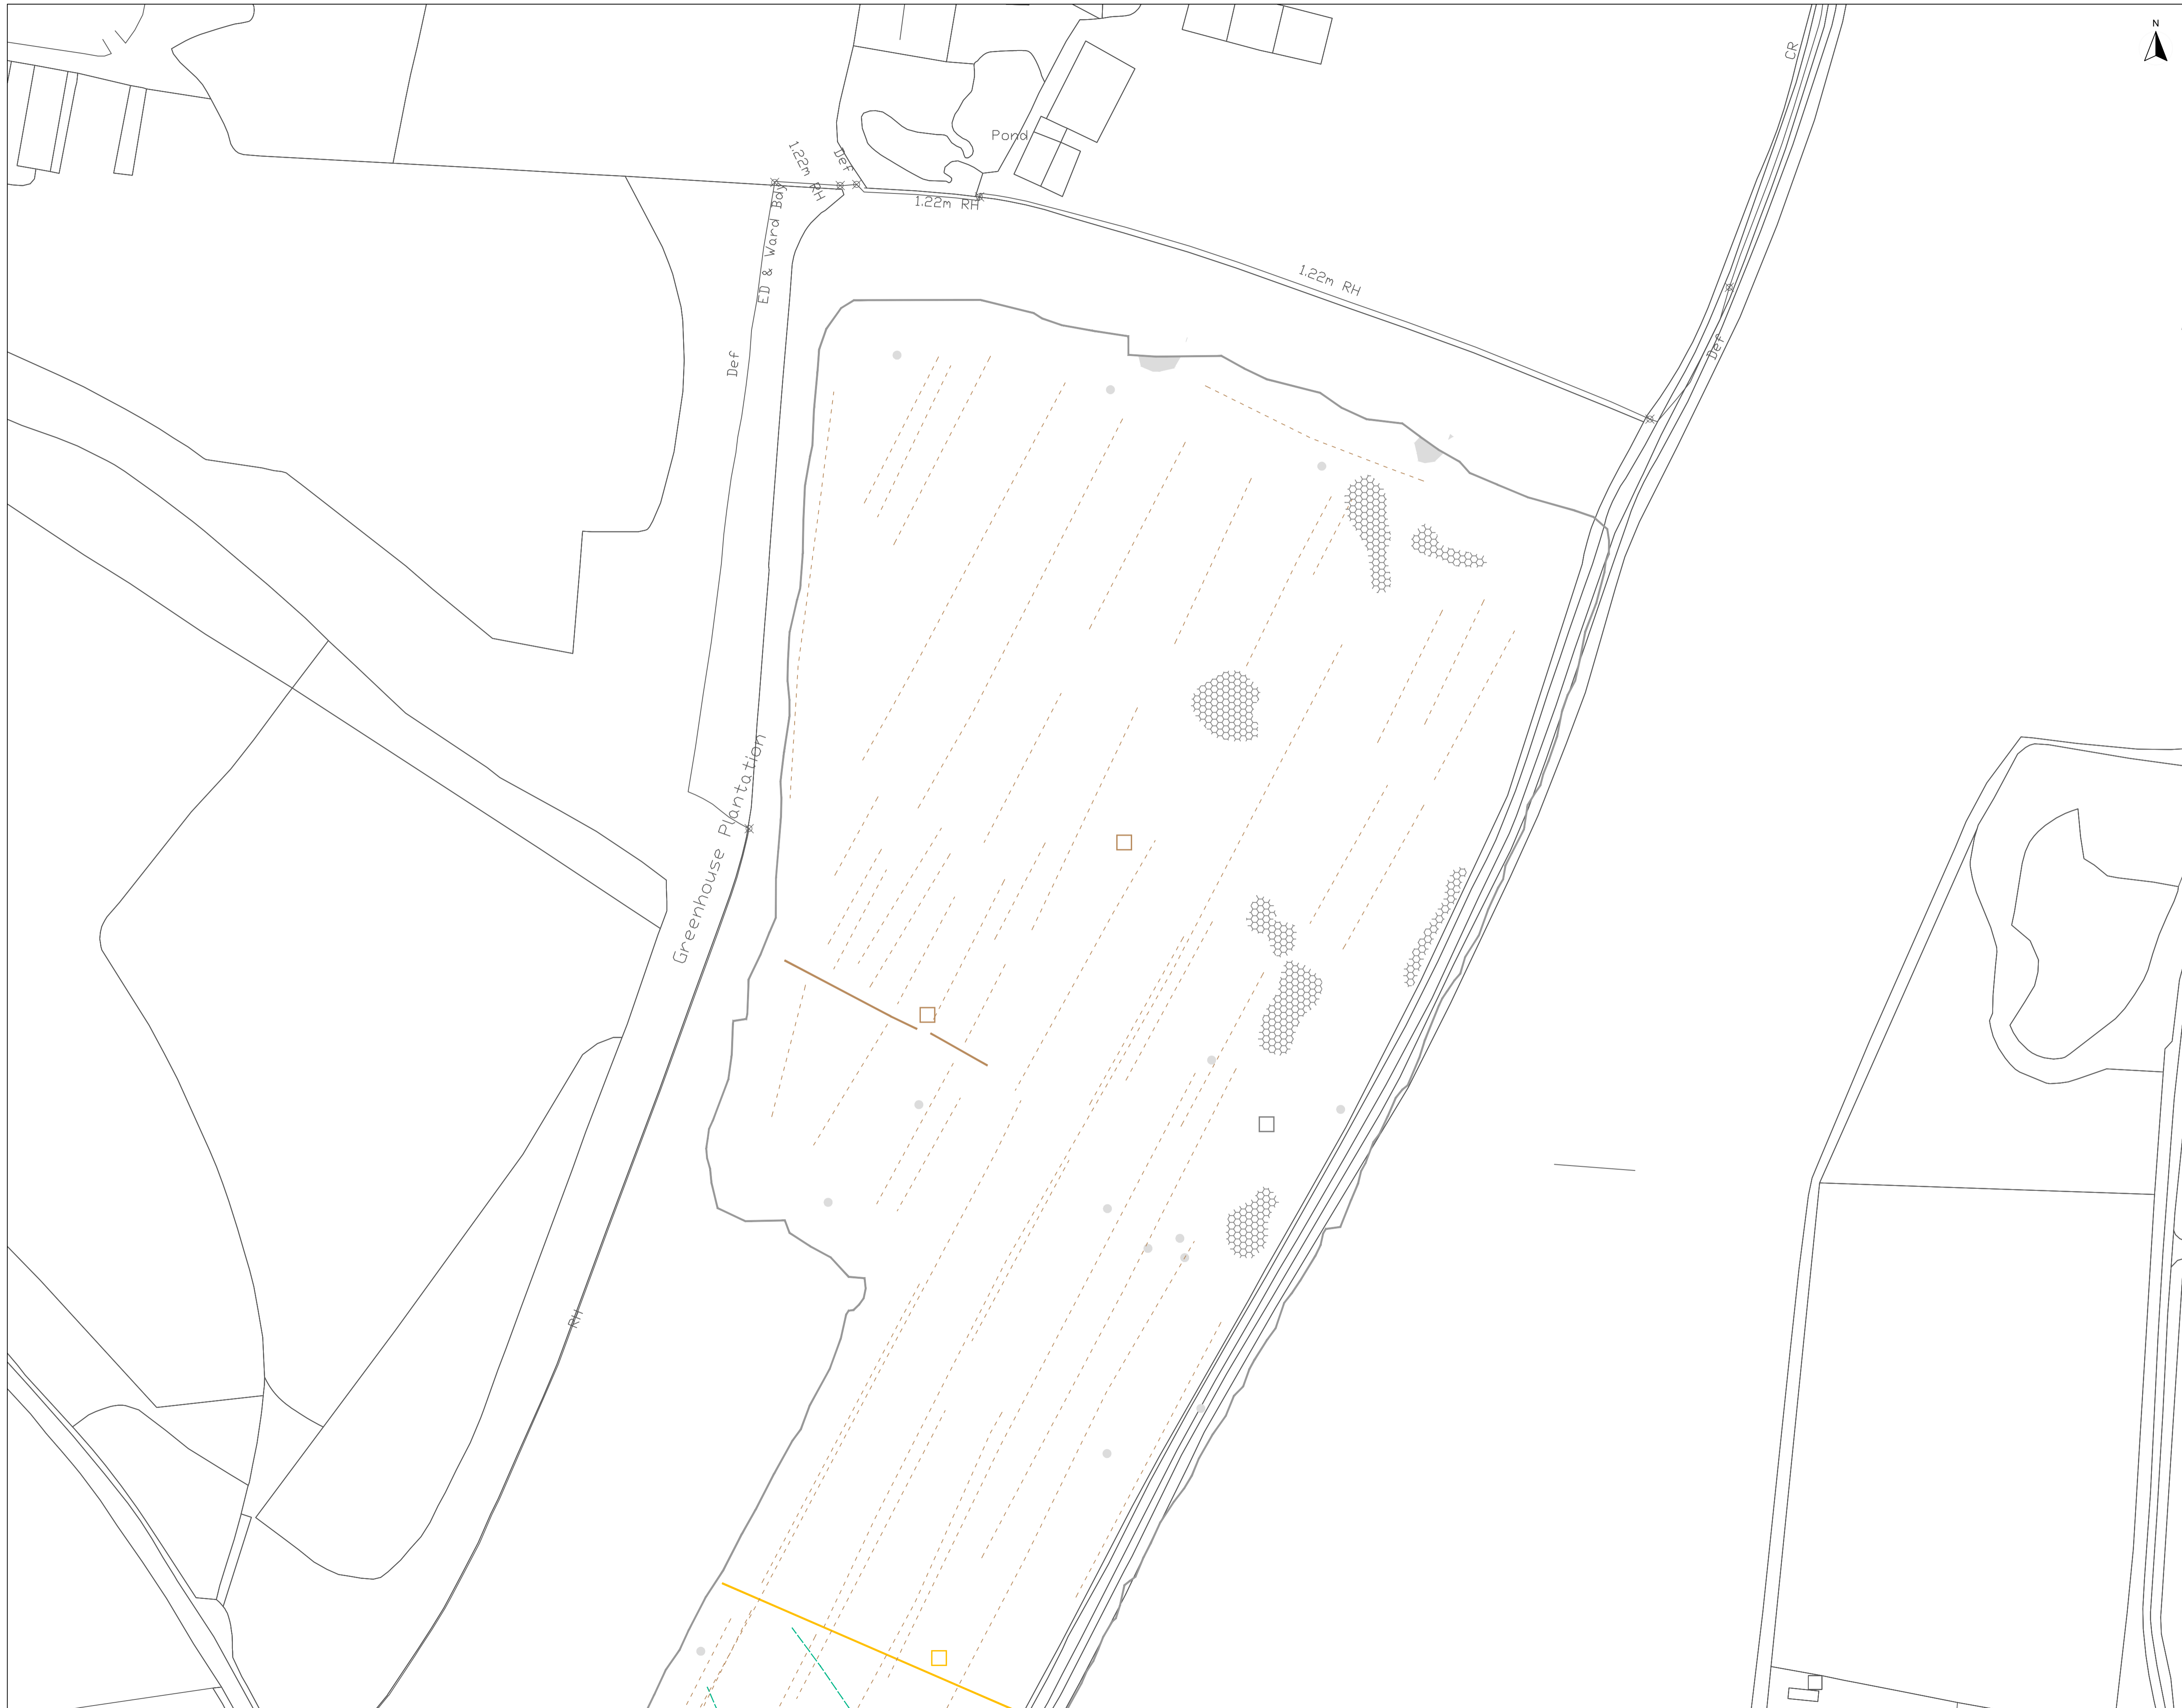 N
CR
Pond
1.22m RH
Def
1.22m RH
ED & Ward Bdy
1.22m RH
Def
Def
Greenhouse Plantation
RH